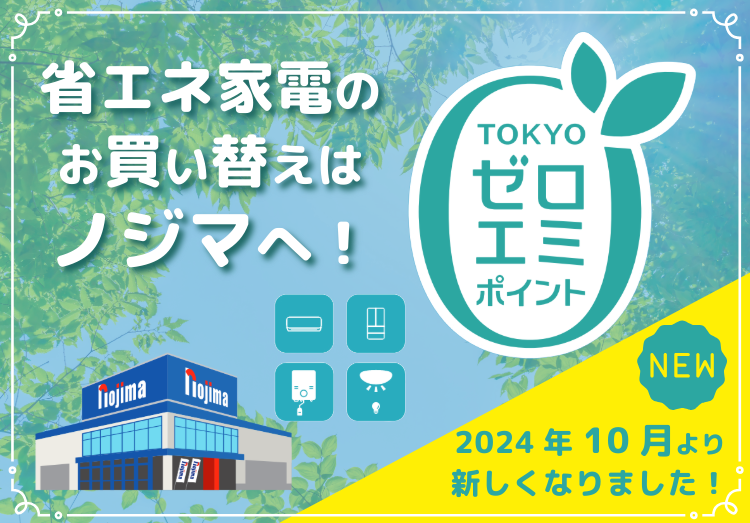 省エネ家電の
お買い替えは
ノジマへ！
TOKYO
ゼロ
エミ
ポイント
nojima
nojima
NEW
2024年10月より
新しくなりました！